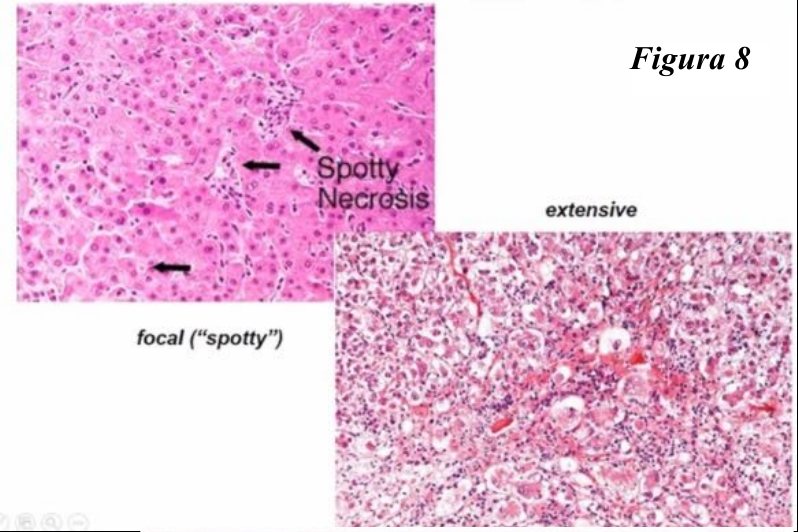 Figura 8
Spotty
Necrosis
extensive
focal (“spotty”)